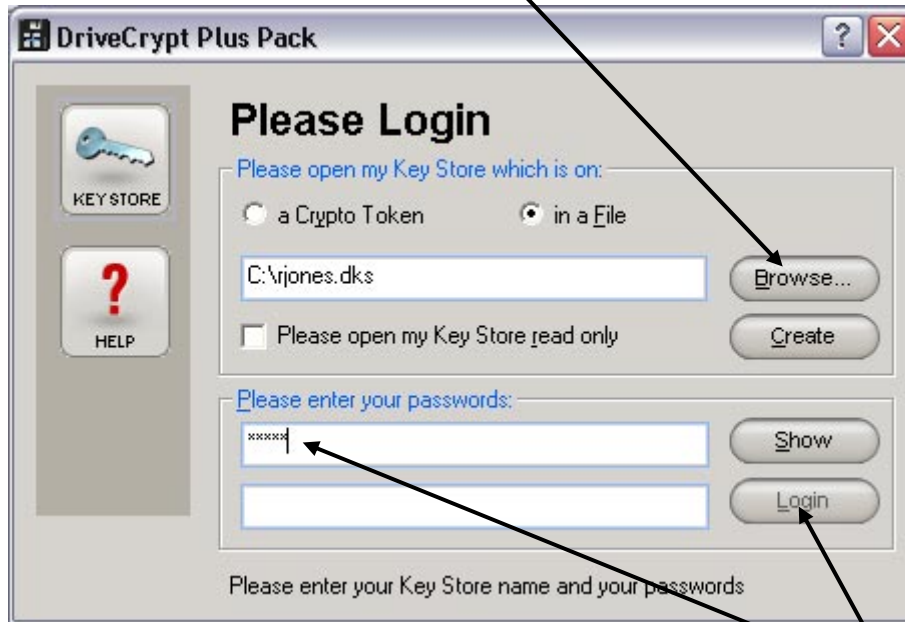 DriveCrypt Plus Pack
?
Please Login
KEYSTORE
Please open my Key Store which is on:
a Crypto Token in a File
C:\rjones.dks
Browse...
HELP
?
Please open my Key Store read only
Create
Please enter your passwords:
*****
Show
Login
Please enter your Key Store name and your passwords